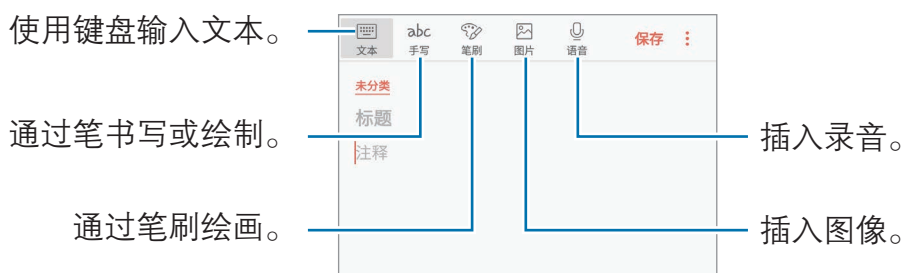 使用键盘输入文本。
abc
保存
文本 手写 笔刷 图片 语音
未分类
标题
通过笔书写或绘制。
插入录音。
注释
通过笔刷绘画。
插入图像。